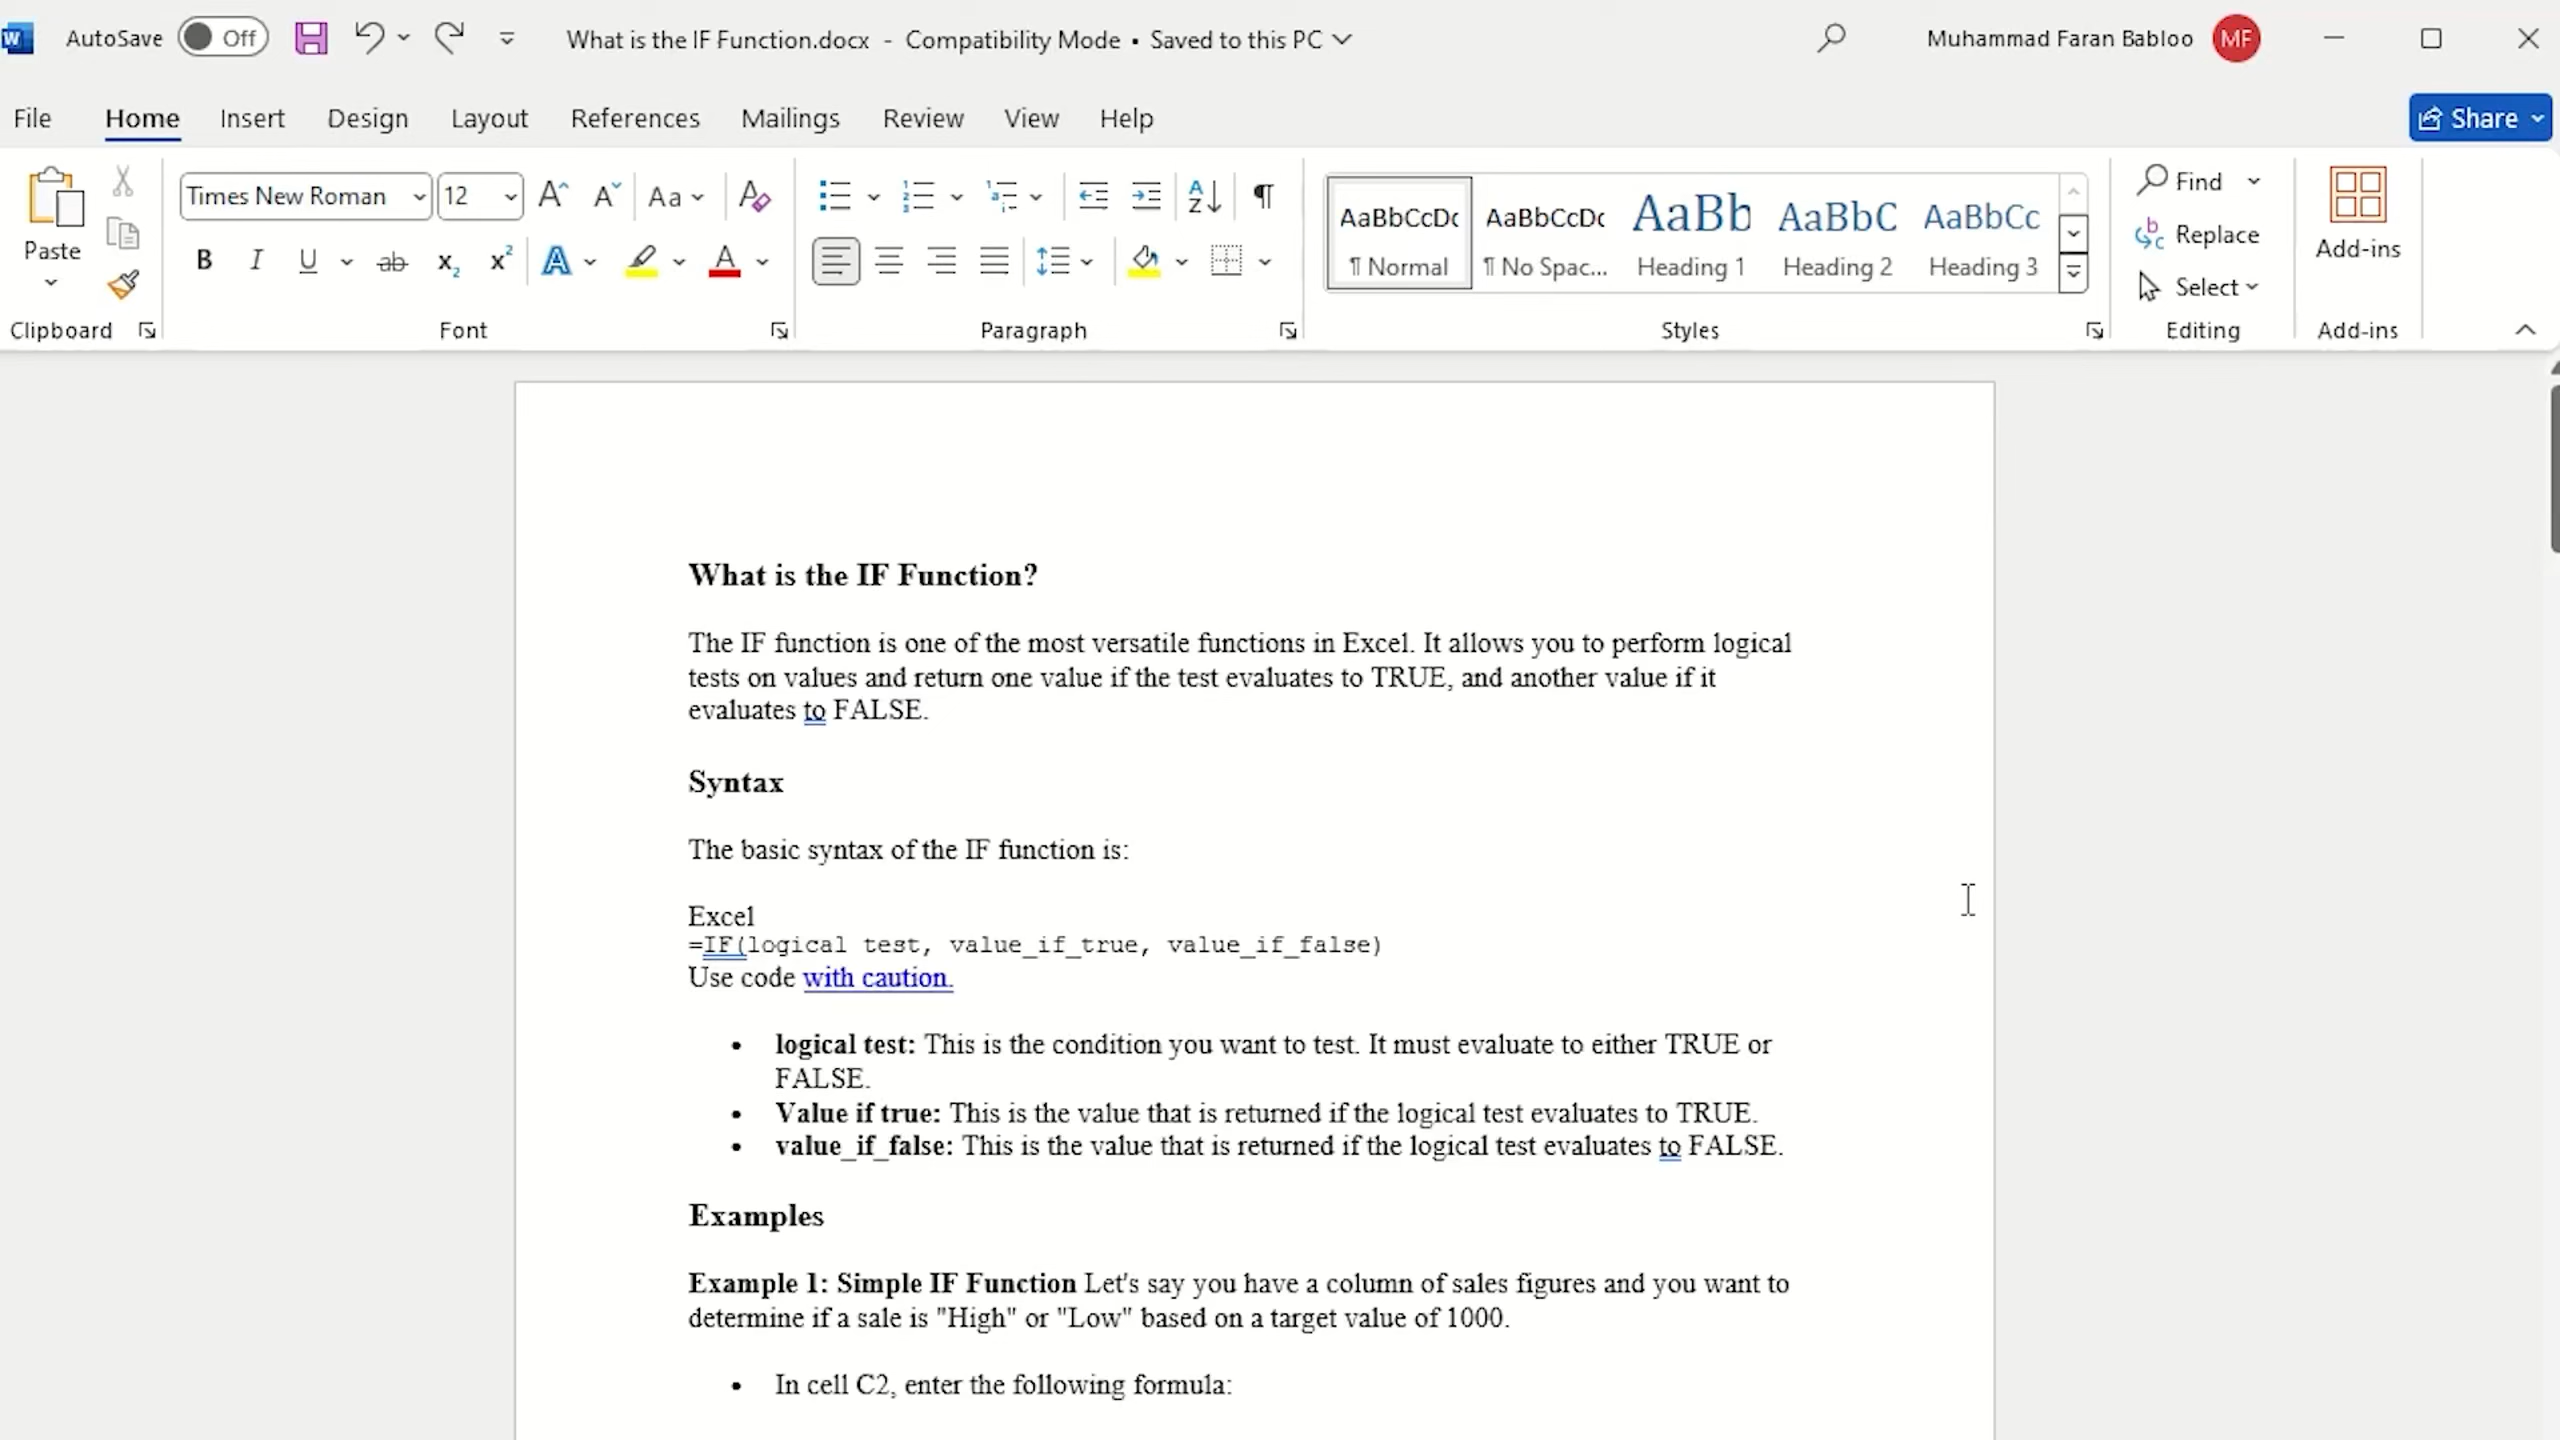 AutoSave Off What is the IF Function.docx - Compatibility Mode • Saved to this PC Muhammad Faran Babloo MF
File Home Insert Design Layout References Mailings Review View Help Share
Times New Roman 12 Aa
Paste
B I U ab x₂ x² A A
AaBbCcDc AaBbCcDc AaBb AaBbC AaBbCc
¶ Normal ¶ No Spac... Heading 1 Heading 2 Heading 3
Find
Replace
Select
Add-ins
Clipboard Font Paragraph Styles Editing Add-ins
What is the IF Function?
The IF function is one of the most versatile functions in Excel. It allows you to perform logical
tests on values and return one value if the test evaluates to TRUE, and another value if it
evaluates to FALSE.
Syntax
The basic syntax of the IF function is:
Excel
=IF(logical test, value_if_true, value_if_false)
Use code with caution.
• logical test: This is the condition you want to test. It must evaluate to either TRUE or
FALSE.
• Value if true: This is the value that is returned if the logical test evaluates to TRUE.
• value_if_false: This is the value that is returned if the logical test evaluates to FALSE.
Examples
Example 1: Simple IF Function Let's say you have a column of sales figures and you want to
determine if a sale is "High" or "Low" based on a target value of 1000.
• In cell C2, enter the following formula: